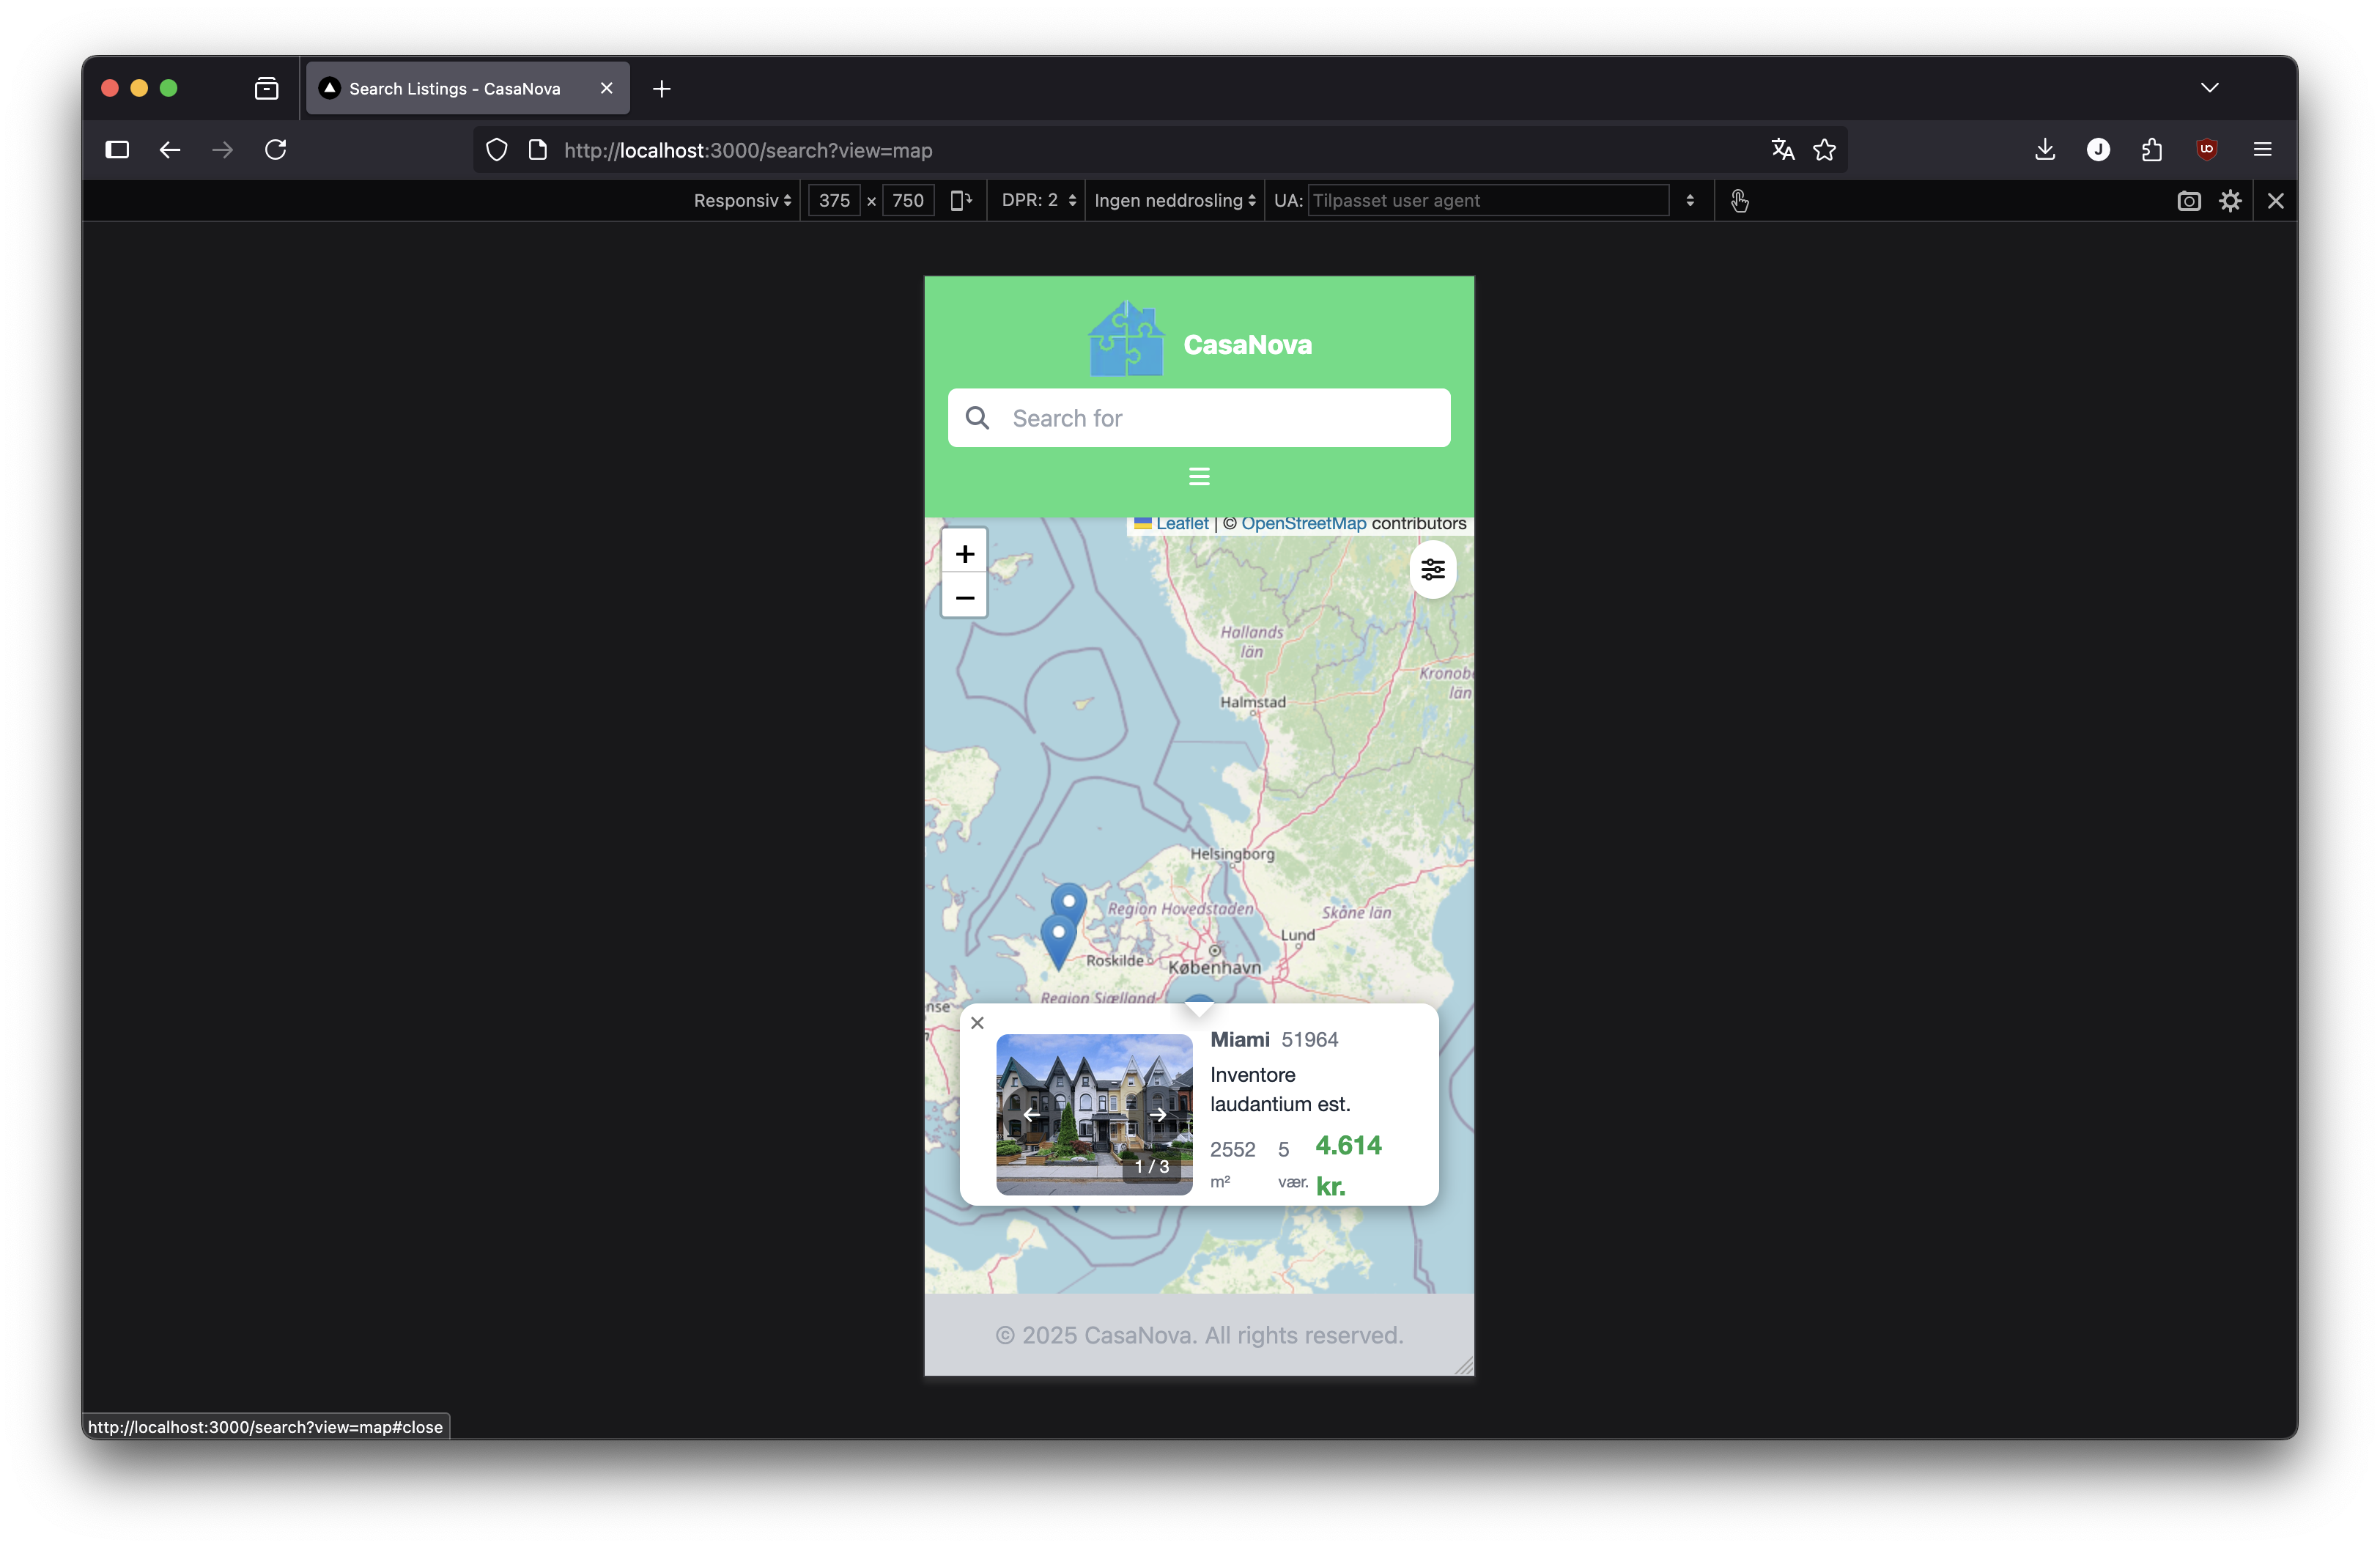 Search Listings - CasaNova
http://localhost:3000/search?view=map
Responsiv 375 × 750 DPR: 2 Ingen neddrosling UA: Tilpasset user agent
CasaNova
Search for
Leaflet | © OpenStreetMap contributors
+
−
Hallands
län
Kronob
län
Halmstad
Helsingborg
Region Hovedstaden
Skåne län
Lund
Roskilde
København
Region Sjælland
nse
Miami 51964
Inventore
laudantium est.
2552 5 4.614
m² vær. kr.
1 / 3
© 2025 CasaNova. All rights reserved.
http://localhost:3000/search?view=map#close